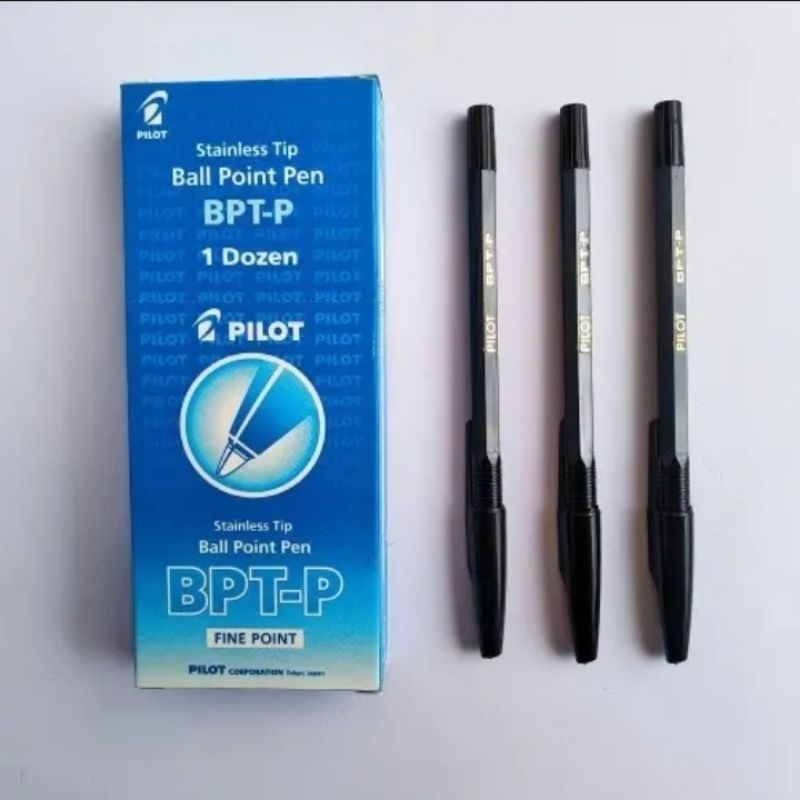 PILOT
Stainless Tip
Ball Point Pen
BPT-P
1 Dozen
PILOT
Stainless Tip
Ball Point Pen
BPT-P
FINE POINT
PILOT CORPORATION Tokyo, Japan
PILOT BPT-P
PILOT BPT-P
PILOT BPT-P